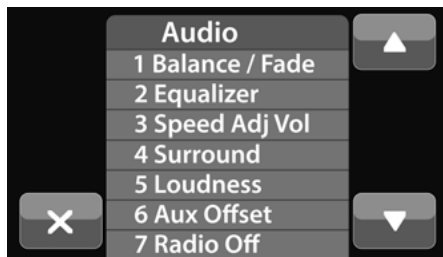 Audio
1 Balance / Fade
2 Equalizer
3 Speed Adj Vol
4 Surround
5 Loudness
6 Aux Offset
7 Radio Off